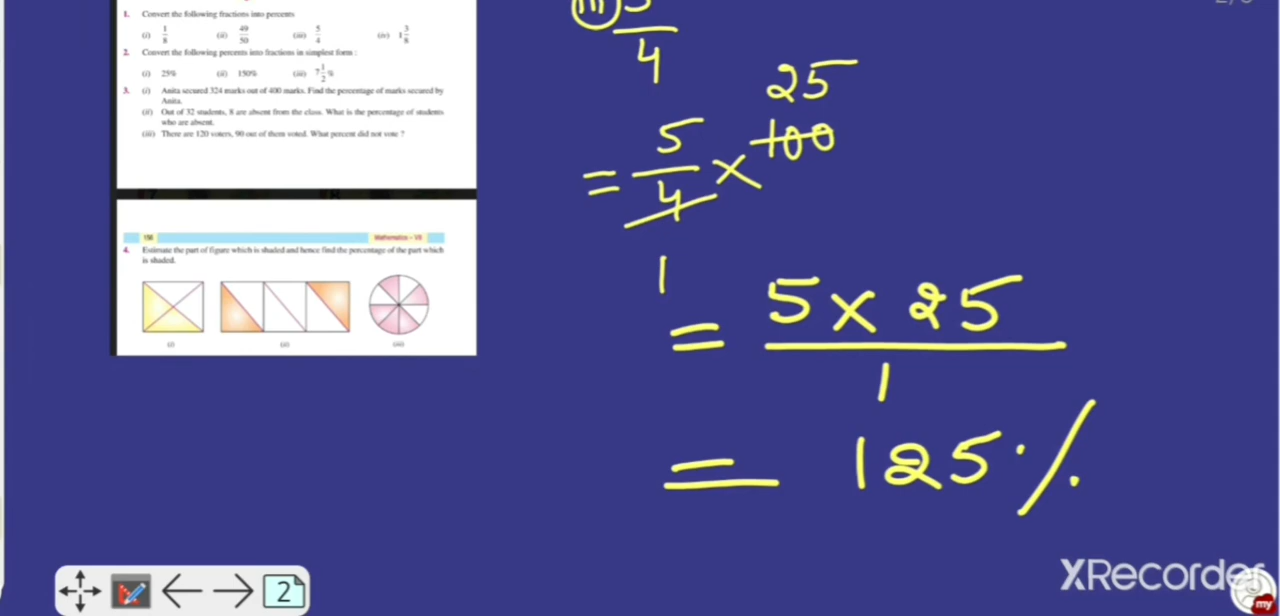 1. Convert the following fractions into percents
(i) 1/8 (ii) 49/50 (iii) 5/4 (iv) 1 3/8
2. Convert the following percents into fractions in simplest form :
(i) 25% (ii) 150% (iii) 7 1/2 %
3. (i) Anita secured 324 marks out of 400 marks. Find the percentage of marks secured by
Anita.
(ii) Out of 32 students, 8 are absent from the class. What is the percentage of students
who are absent.
(iii) There are 120 voters, 90 out of them voted. What percent did not vote ?
156 Mathematics - VII
4. Estimate the part of figure which is shaded and hence find the percentage of the part which
is shaded.
(i) (ii) (iii)
(iii) 5/4
25
= 5/4 × 100
1
= 5 × 25
1
= 125 %
2
XRecorder
my